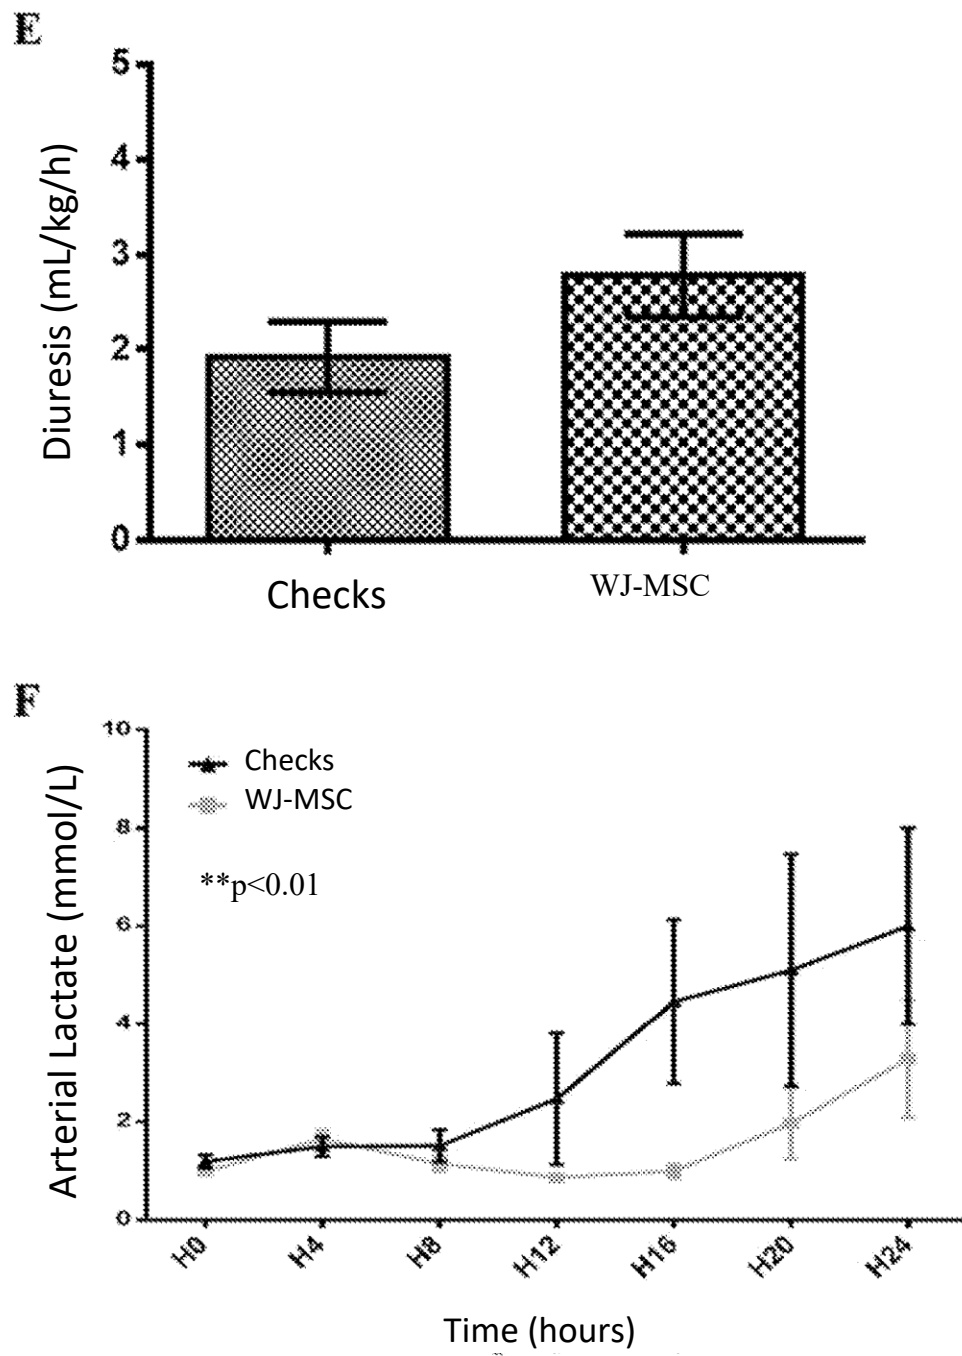 E
5
4
3
2
1
0
Diuresis (mL/kg/h)
Checks
WJ-MSC
F
10
8
6
4
2
0
Arterial Lactate (mmol/L)
Checks
WJ-MSC
**p<0.01
H0
H4
H8
H12
H16
H20
H24
Time (hours)